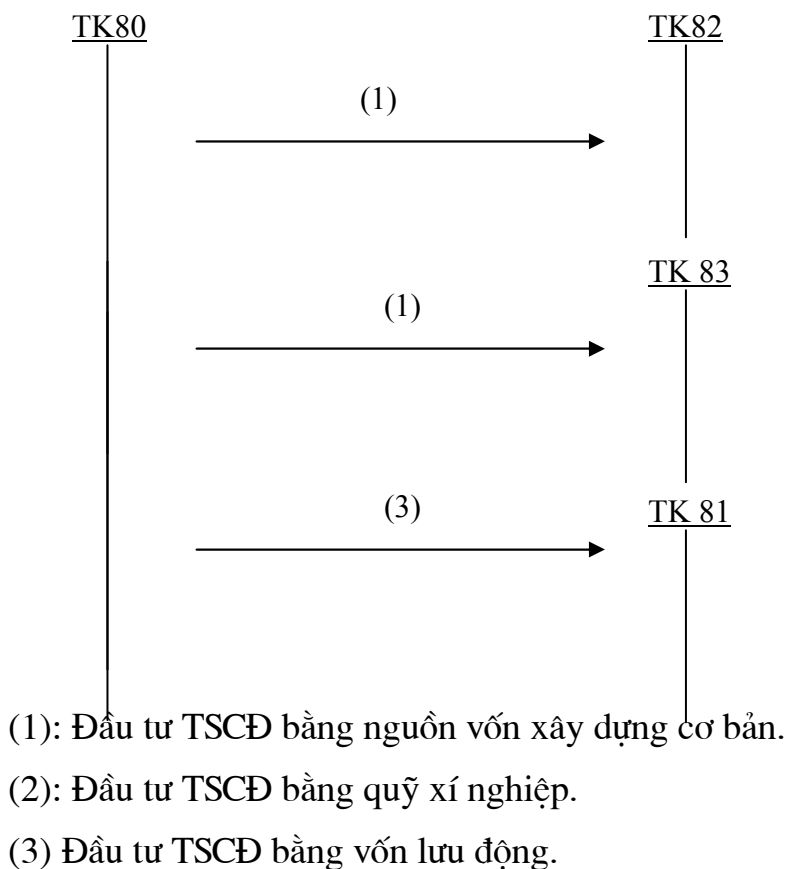 TK80 TK82
(1)
TK 83
(1)
(3)
TK 81
(1): Đầu tư TSCĐ bằng nguồn vốn xây dựng cơ bản.
(2): Đầu tư TSCĐ bằng quỹ xí nghiệp.
(3) Đầu tư TSCĐ bằng vốn lưu động.